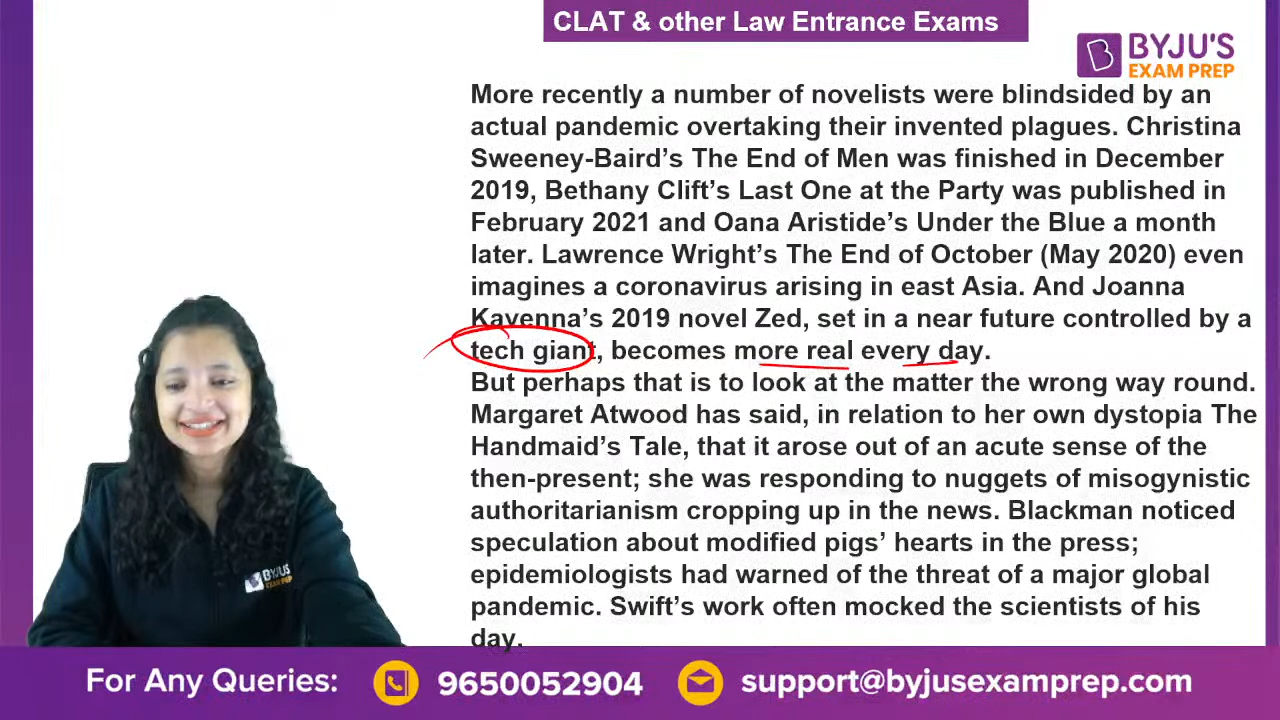 CLAT & other Law Entrance Exams
BYJU'S
EXAM PREP
More recently a number of novelists were blindsided by an
actual pandemic overtaking their invented plagues. Christina
Sweeney-Baird’s The End of Men was finished in December
2019, Bethany Clift’s Last One at the Party was published in
February 2021 and Oana Aristide’s Under the Blue a month
later. Lawrence Wright’s The End of October (May 2020) even
imagines a coronavirus arising in east Asia. And Joanna
Kavenna’s 2019 novel Zed, set in a near future controlled by a
tech giant, becomes more real every day.
But perhaps that is to look at the matter the wrong way round.
Margaret Atwood has said, in relation to her own dystopia The
Handmaid’s Tale, that it arose out of an acute sense of the
then-present; she was responding to nuggets of misogynistic
authoritarianism cropping up in the news. Blackman noticed
speculation about modified pigs’ hearts in the press;
epidemiologists had warned of the threat of a major global
pandemic. Swift’s work often mocked the scientists of his
day.
BYJU'S
EXAM PREP
For Any Queries: 9650052904 support@byjusexamprep.com